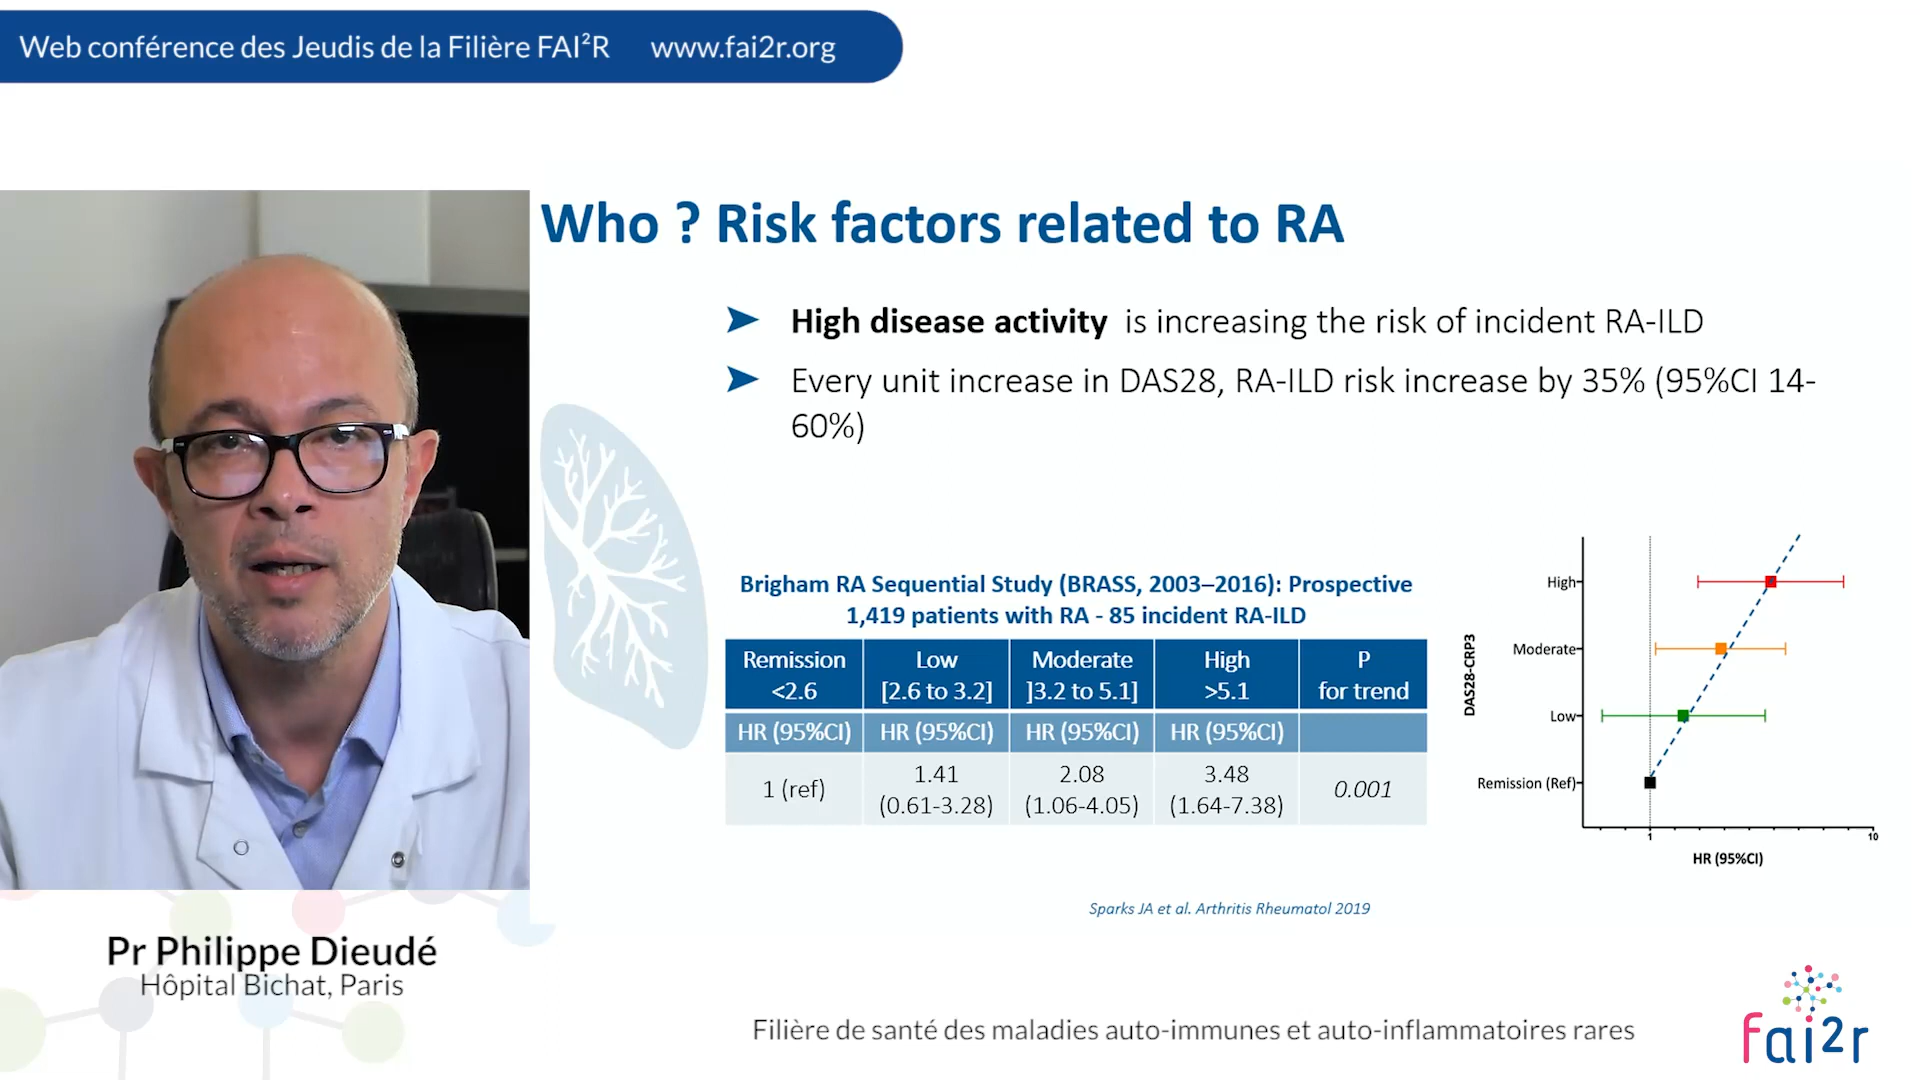 Web conférence des Jeudis de la Filière FAI²R www.fai2r.org
Who ? Risk factors related to RA
➤ High disease activity is increasing the risk of incident RA-ILD
➤ Every unit increase in DAS28, RA-ILD risk increase by 35% (95%CI 14-
60%)
Brigham RA Sequential Study (BRASS, 2003–2016): Prospective
1,419 patients with RA - 85 incident RA-ILD
Remission Low Moderate High P
<2.6 [2.6 to 3.2] ]3.2 to 5.1] >5.1 for trend
HR (95%CI) HR (95%CI) HR (95%CI) HR (95%CI)
1 (ref) 1.41 2.08 3.48 0.001
(0.61-3.28) (1.06-4.05) (1.64-7.38)
DAS28-CRP3
High
Moderate
Low
Remission (Ref)
1 10
HR (95%CI)
Sparks JA et al. Arthritis Rheumatol 2019
Pr Philippe Dieudé
Hôpital Bichat, Paris
Filière de santé des maladies auto-immunes et auto-inflammatoires rares
fai2r